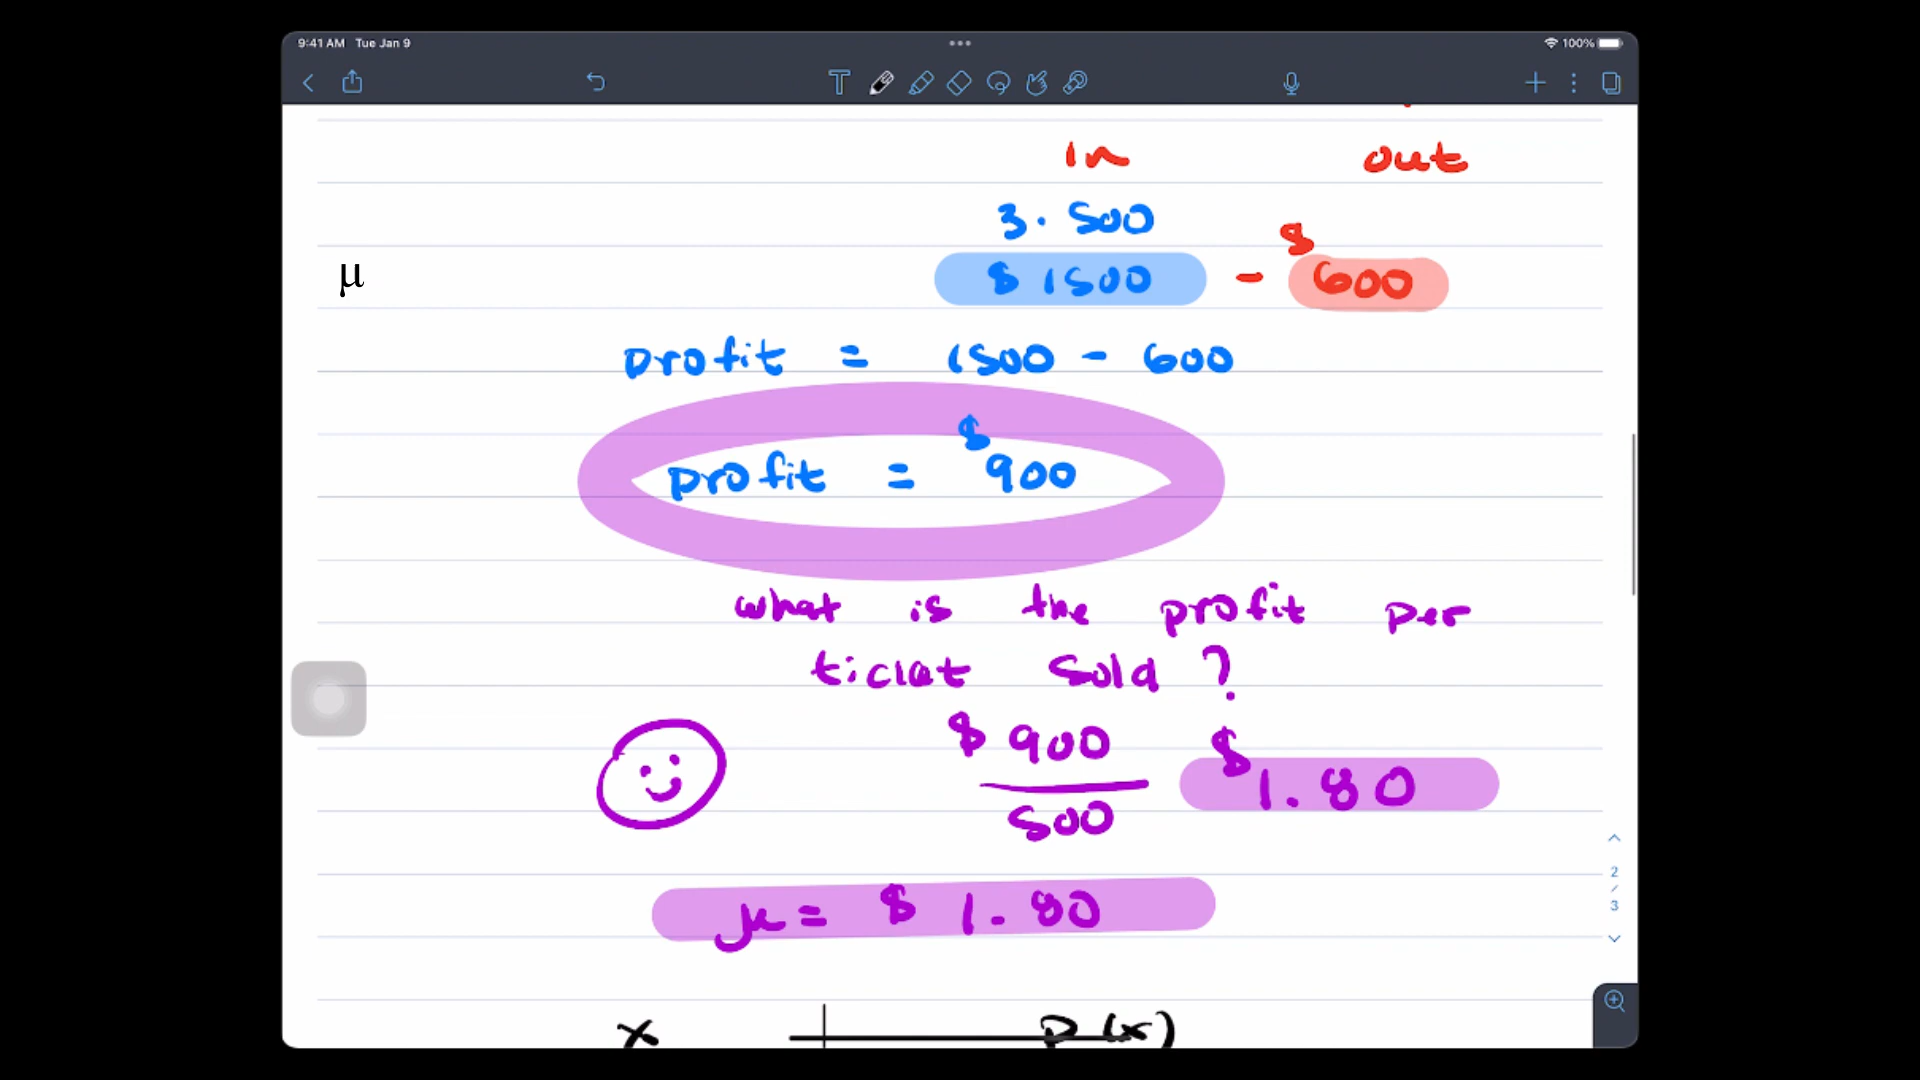 9:41 AM Tue Jan 9
100%
in out
3 · 500
$ 1500 - $ 600
μ
profit = 1500 - 600
profit = $ 900
what is the profit per
ticket sold ?
$ 900
500
$ 1.80
μ = $ 1.80
2
/
3
x P(x)